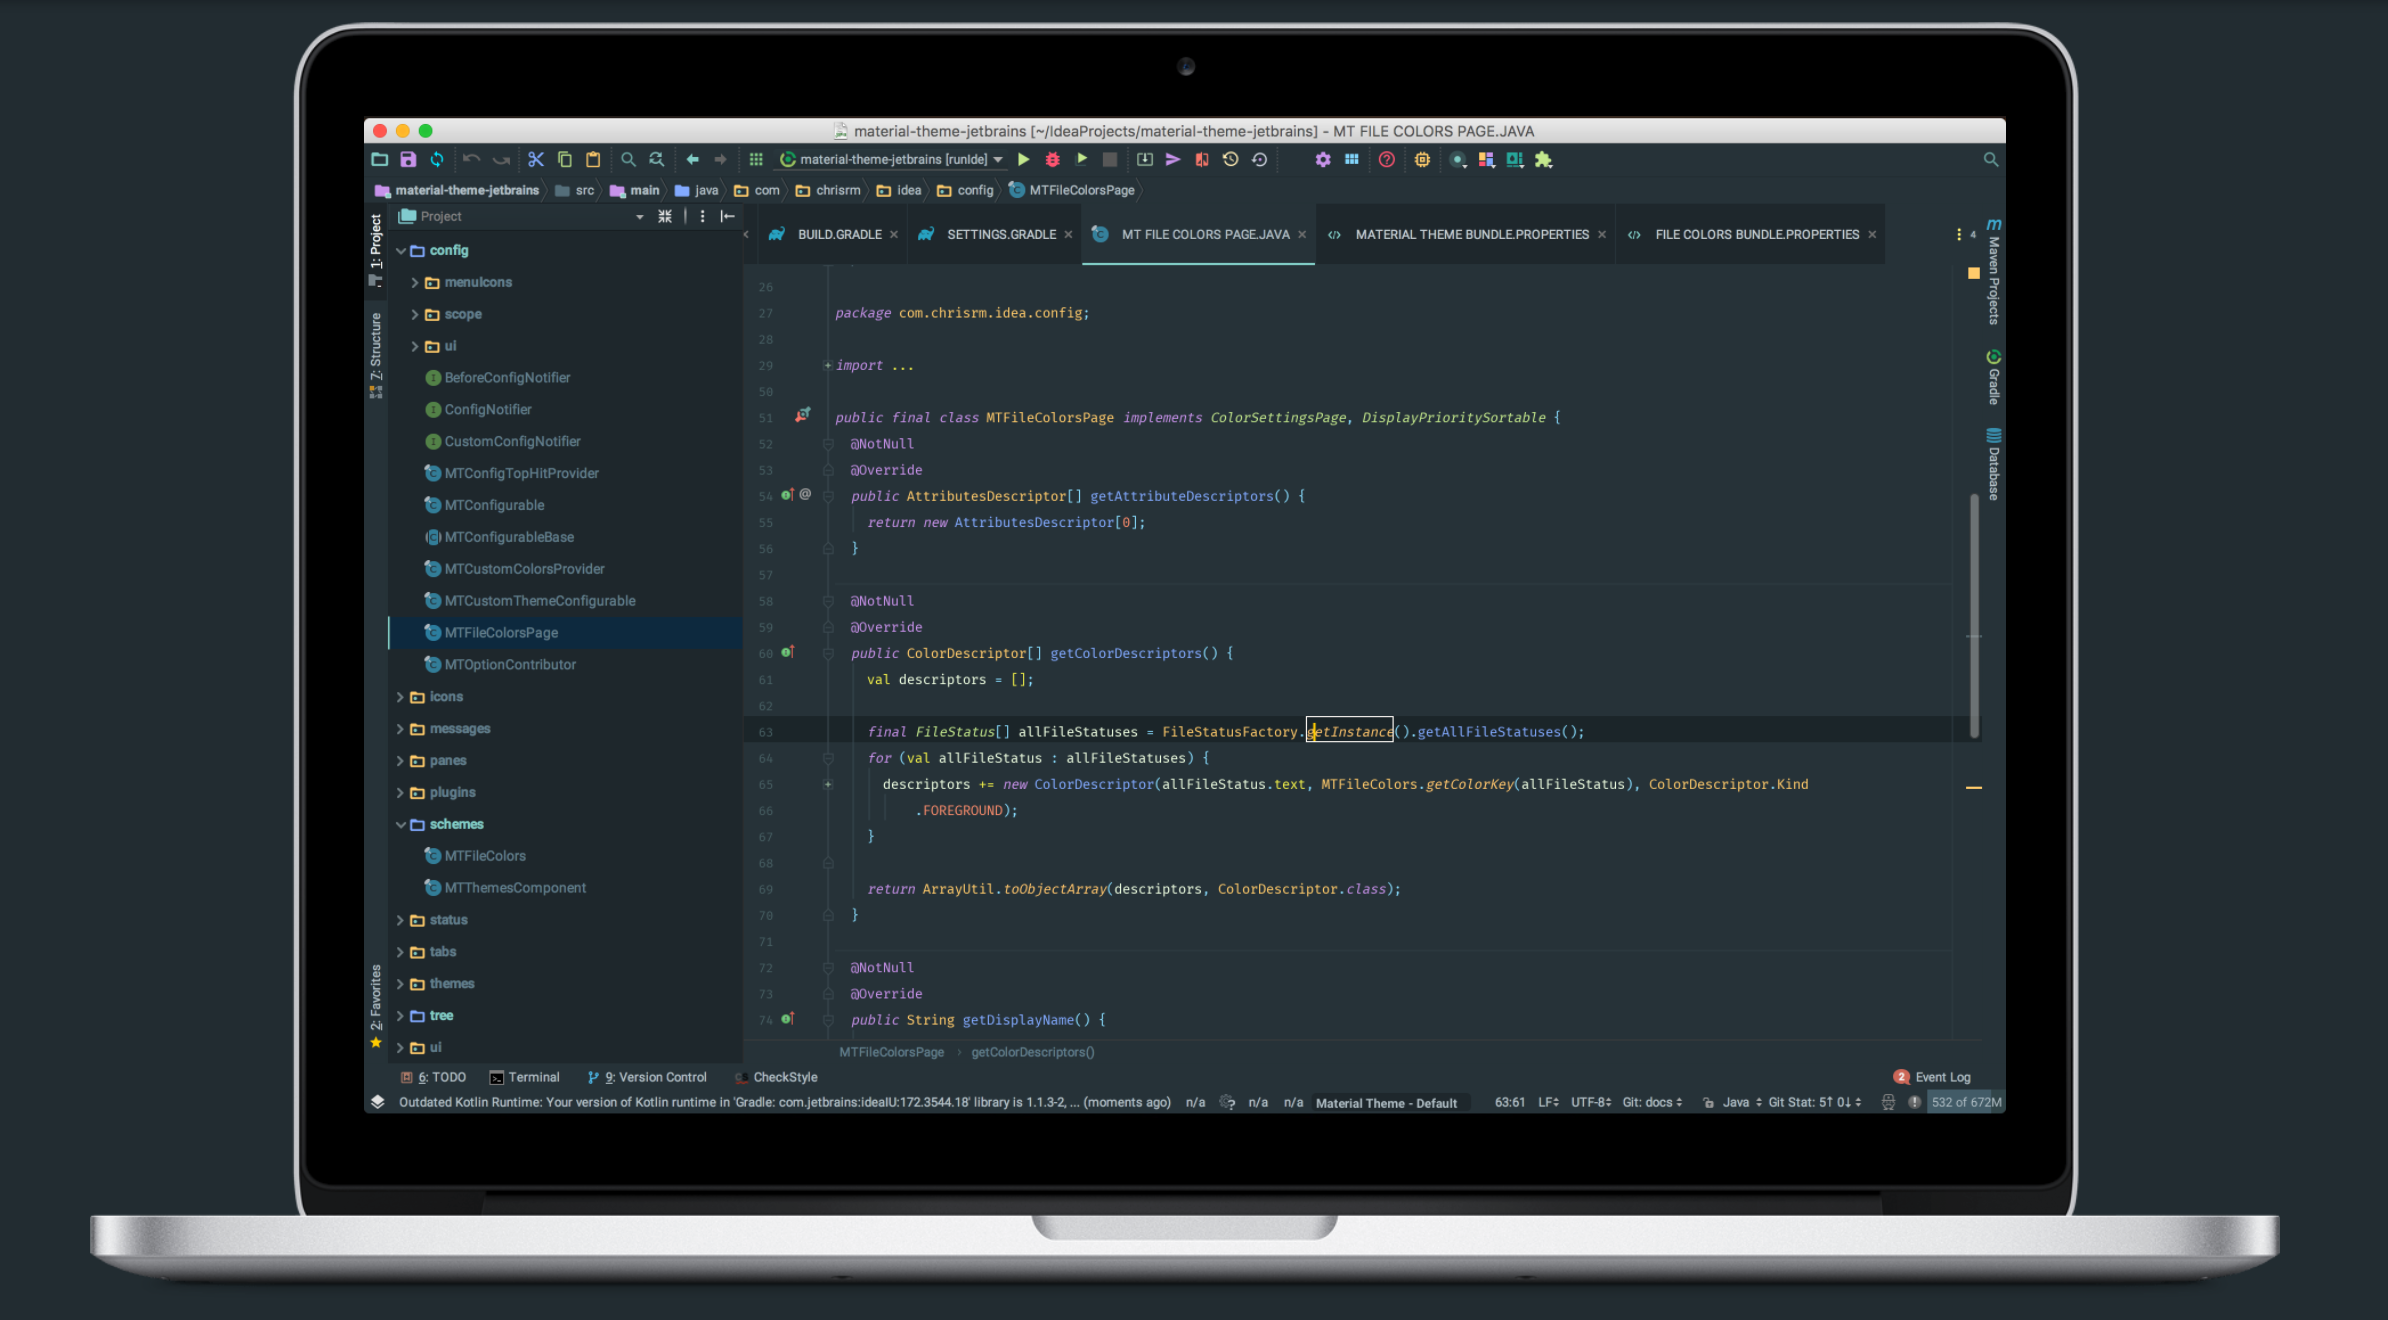 material-theme-jetbrains [~/IdeaProjects/material-theme-jetbrains] - MT FILE COLORS PAGE.JAVA
material-theme-jetbrains [runIde]
material-theme-jetbrains src main java com chrisrm idea config MTFileColorsPage
1: Project
7: Structure
2: Favorites
Project
config
menuIcons
scope
ui
BeforeConfigNotifier
ConfigNotifier
CustomConfigNotifier
MTConfigTopHitProvider
MTConfigurable
MTConfigurableBase
MTCustomColorsProvider
MTCustomThemeConfigurable
MTFileColorsPage
MTOptionContributor
icons
messages
panes
plugins
schemes
MTFileColors
MTThemesComponent
status
tabs
themes
tree
ui
BUILD.GRADLE SETTINGS.GRADLE MT FILE COLORS PAGE.JAVA MATERIAL THEME BUNDLE.PROPERTIES FILE COLORS BUNDLE.PROPERTIES 4
26
27 package com.chrisrm.idea.config;
28
29 import ...
50
51 public final class MTFileColorsPage implements ColorSettingsPage, DisplayPrioritySortable {
52 @NotNull
53 @Override
54 @ public AttributesDescriptor[] getAttributeDescriptors() {
55 return new AttributesDescriptor[0];
56 }
57
58 @NotNull
59 @Override
60 public ColorDescriptor[] getColorDescriptors() {
61 val descriptors = [];
62
63 final FileStatus[] allFileStatuses = FileStatusFactory.getInstance().getAllFileStatuses();
64 for (val allFileStatus : allFileStatuses) {
65 descriptors += new ColorDescriptor(allFileStatus.text, MTFileColors.getColorKey(allFileStatus), ColorDescriptor.Kind
66 .FOREGROUND);
67 }
68
69 return ArrayUtil.toObjectArray(descriptors, ColorDescriptor.class);
70 }
71
72 @NotNull
73 @Override
74 public String getDisplayName() {
MTFileColorsPage › getColorDescriptors()
m Maven Projects
Gradle
Database
6: TODO Terminal 9: Version Control CheckStyle 2 Event Log
Outdated Kotlin Runtime: Your version of Kotlin runtime in 'Gradle: com.jetbrains:ideaIU:172.3544.18' library is 1.1.3-2, ... (moments ago) n/a n/a n/a Material Theme - Default 63:61 LF UTF-8 Git: docs Java Git Stat: 5↑ 0↓ 532 of 672M